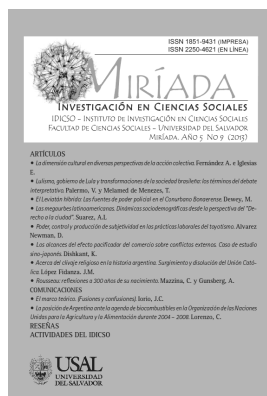 ISSN 1851-9431 (IMPRESA)
ISSN 2250-4621 (EN LÍNEA)
MIRÍADA
INVESTIGACIÓN EN CIENCIAS SOCIALES
IDICSO - INSTITUTO DE INVESTIGACIÓN EN CIENCIAS SOCIALES
FACULTAD DE CIENCIAS SOCIALES - UNIVERSIDAD DEL SALVADOR
MIRÍADA. AÑO 5 NO 9 (2013)
ARTÍCULOS
• La dimensión cultural en diversas perspectivas de la acción colectiva. Fernández A. e Iglesias
E.
• Lulismo, gobierno de Lula y transformaciones de la sociedad brasileña: los términos del debate
interpretativo. Palermo, V. y Melamed de Menezes, T.
• El Leviatán híbrido: Las fuentes de poder policial en el Conurbano Bonaerense. Dewey, M.
• Las megaurbes latinoamericanas. Dinámicas sociodemográficas desde la perspectiva del "De-
recho a la ciudad". Suarez, A.L
• Poder, control y producción de subjetividad en las prácticas laborales del toyotismo. Alvarez
Newman, D.
• Los alcances del efecto pacificador del comercio sobre conflictos externos. Caso de estudio
sino-japonés. Dishkant, K.
• Acerca del clivaje religioso en la historia argentina. Surgimiento y disolución del Unión Cató-
lica López Fidanza. J.M.
• Rousseau: reflexiones a 300 años de su nacimiento. Mazzina, C. y Gunsberg, A.
COMUNICACIONES
• El marco teórico. (Fusiones y confusiones) Iorio, J.C.
• La posición de Argentina ante la agenda de biocombustibles en la Organización de las Naciones
Unidas para la Agricultura y la Alimentación durante 2004 – 2008. Lorenzo, C.
RESEÑAS
ACTIVIDADES DEL IDICSO
USAL
UNIVERSIDAD
DEL SALVADOR